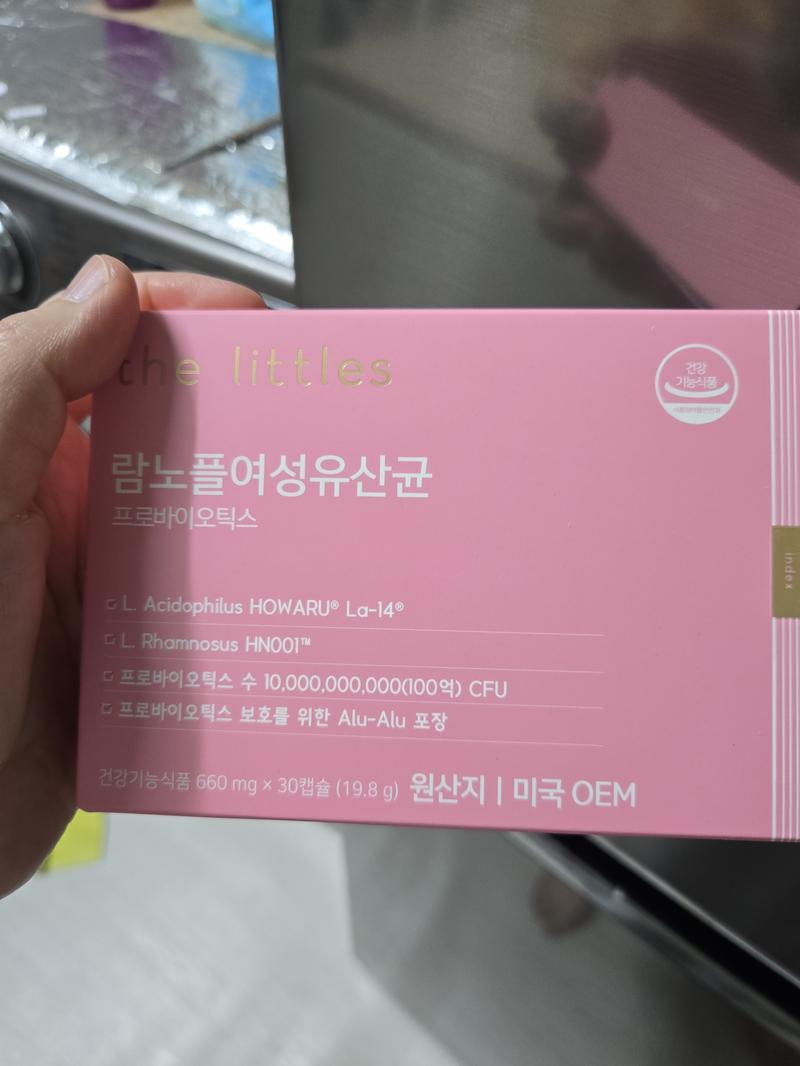 the littles
건강
기능식품
람노플여성유산균
프로바이오틱스
L. Acidophilus HOWARU® La-14®
L. Rhamnosus HN001™
프로바이오틱스 수 10,000,000,000(100억) CFU
프로바이오틱스 보호를 위한 Alu-Alu 포장
건강기능식품 660 mg × 30캡슐 (19.8 g) 원산지 | 미국 OEM
index